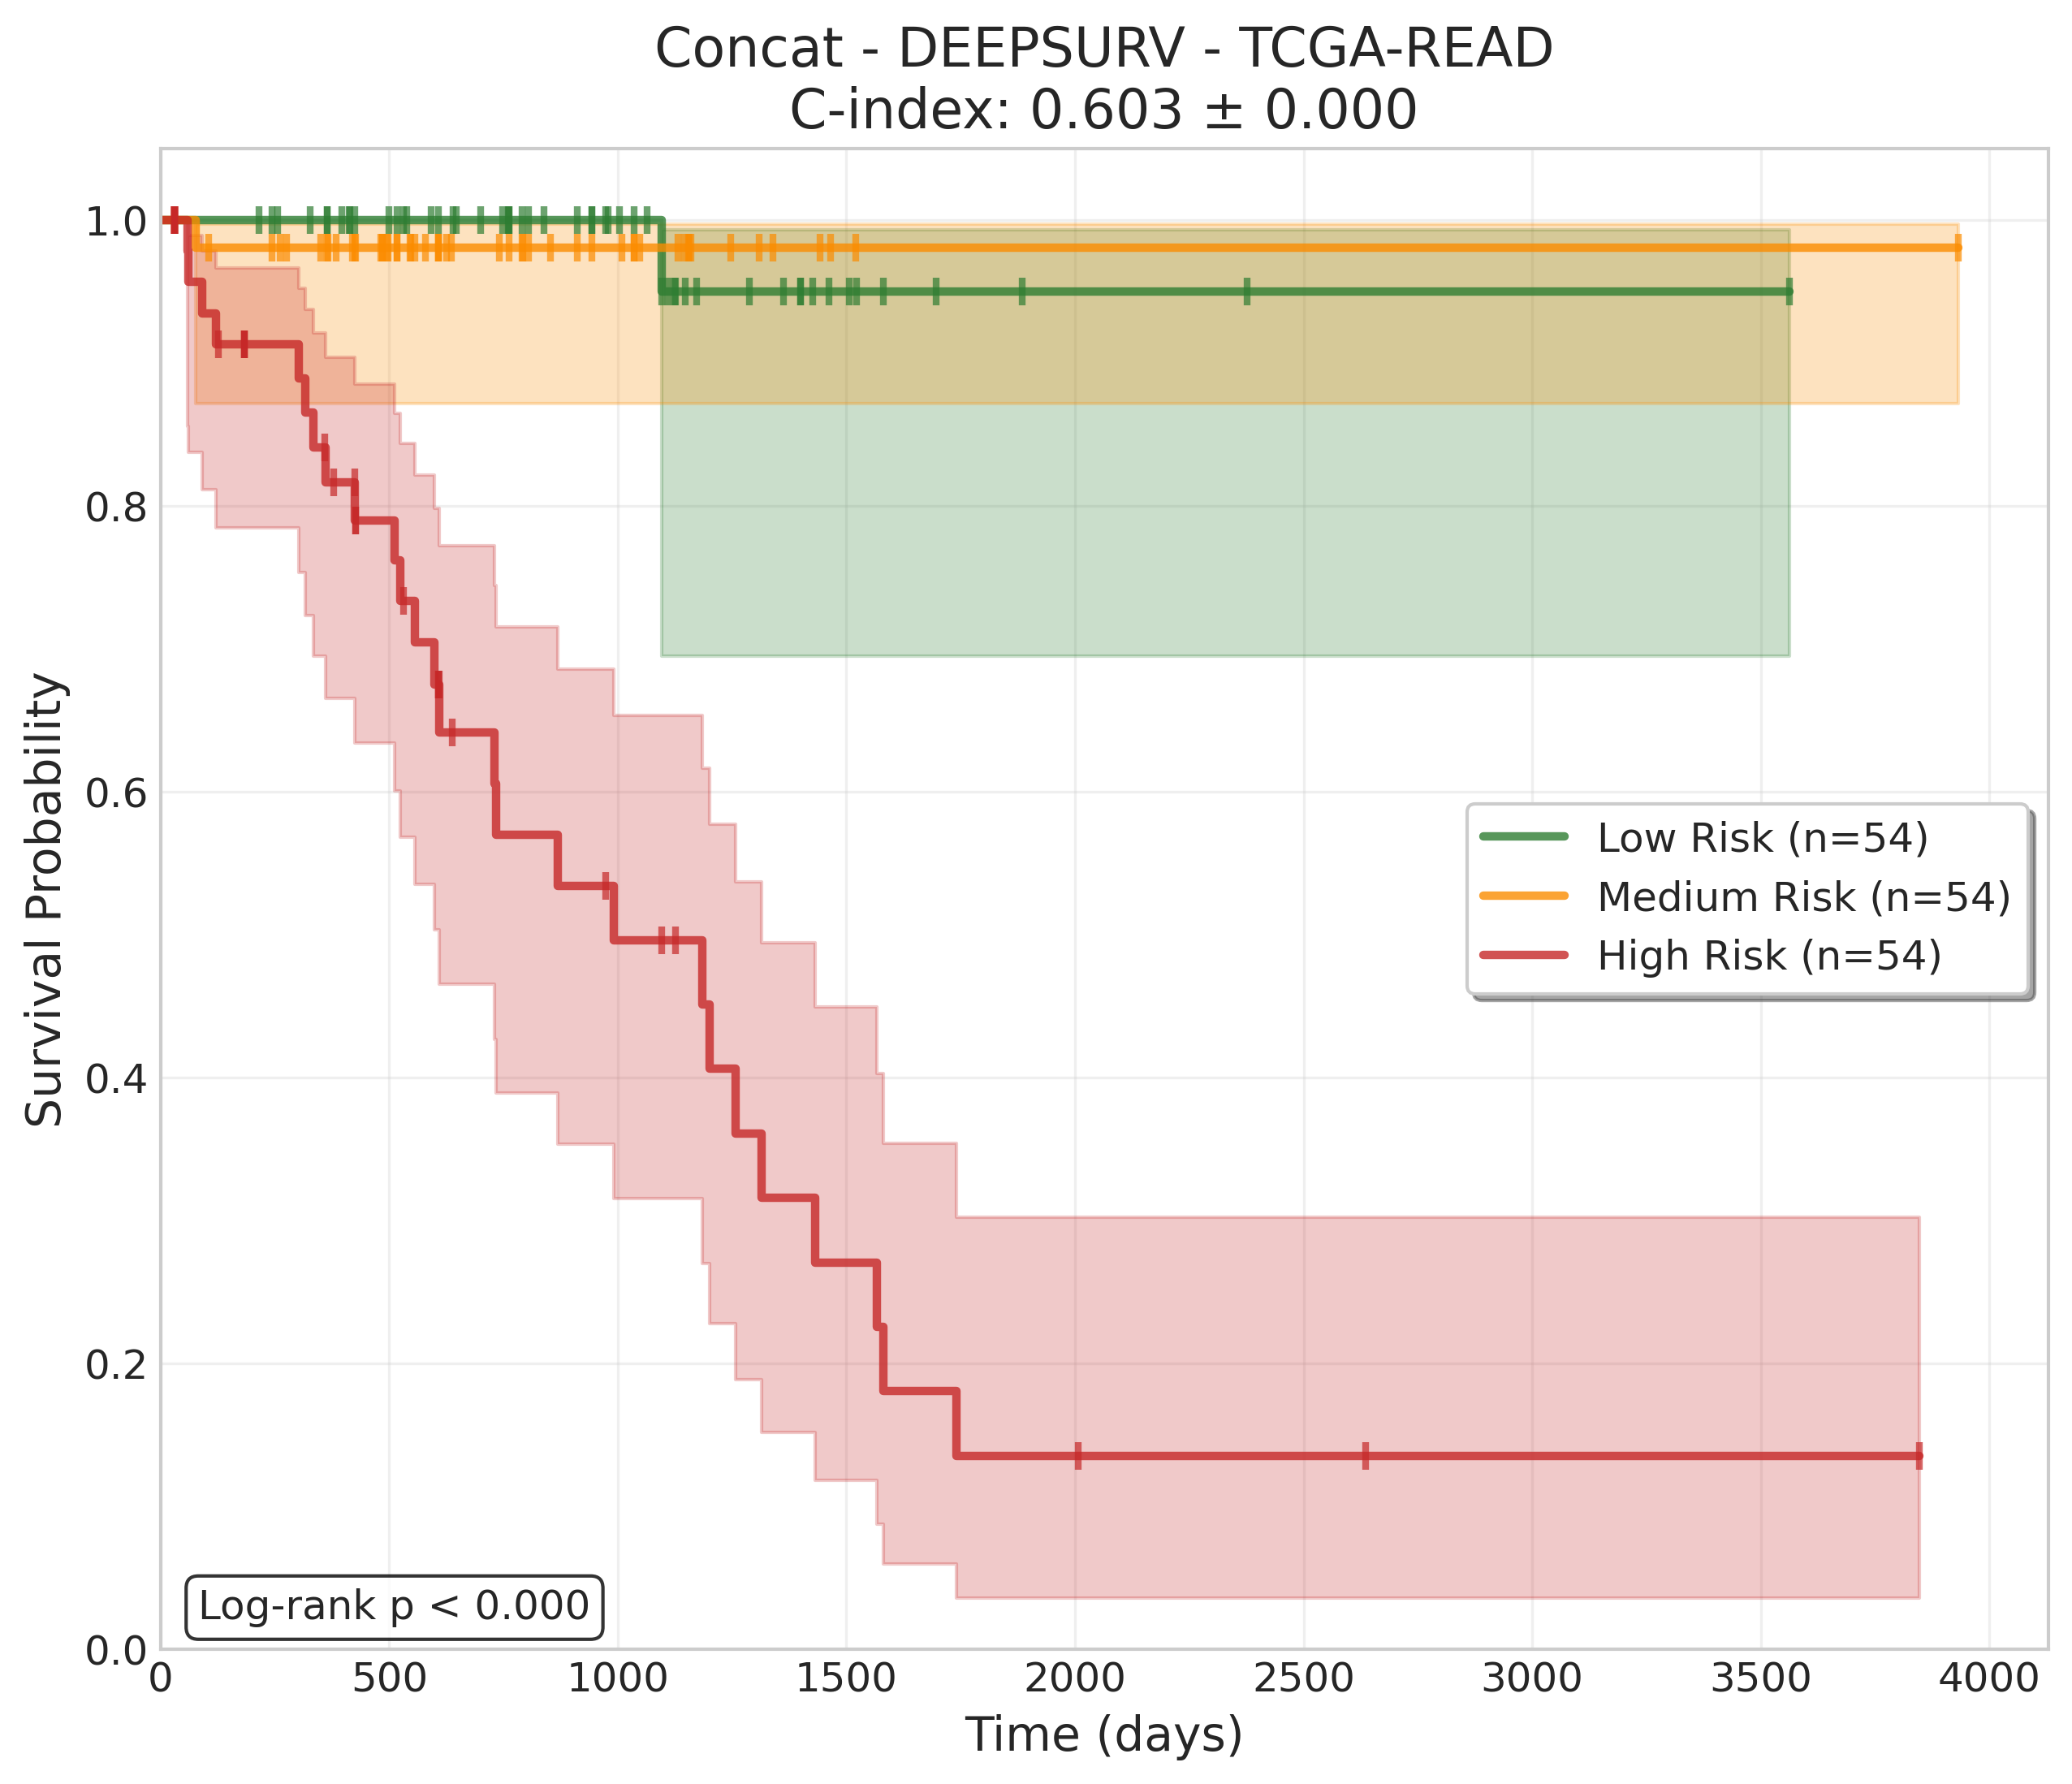 Concat - DEEPSURV - TCGA-READ
C-index: 0.603 ± 0.000
Survival Probability
1.0
0.8
0.6
0.4
0.2
0.0
Low Risk (n=54)
Medium Risk (n=54)
High Risk (n=54)
Log-rank p < 0.000
0 500 1000 1500 2000 2500 3000 3500 4000
Time (days)